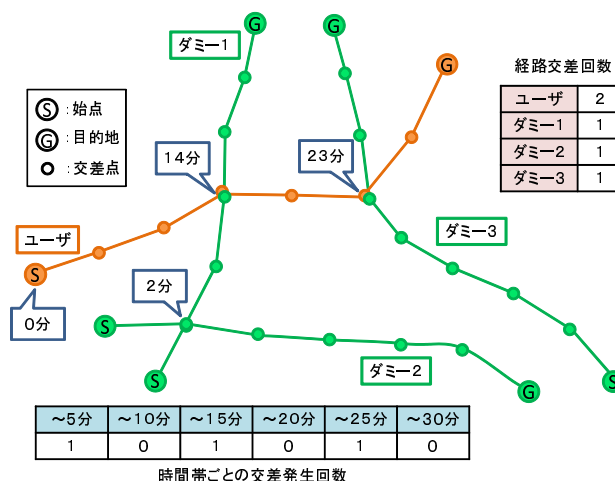 G
G
ダミー1
G
経路交差回数
ユーザ 2
ダミー1 1
ダミー2 1
ダミー3 1
S :始点
G :目的地
:交差点
14分
23分
ユーザ
ダミー3
S
2分
0分
S
ダミー2
S
G
S
～5分 ～10分 ～15分 ～20分 ～25分 ～30分
1 0 1 0 1 0
時間帯ごとの交差発生回数